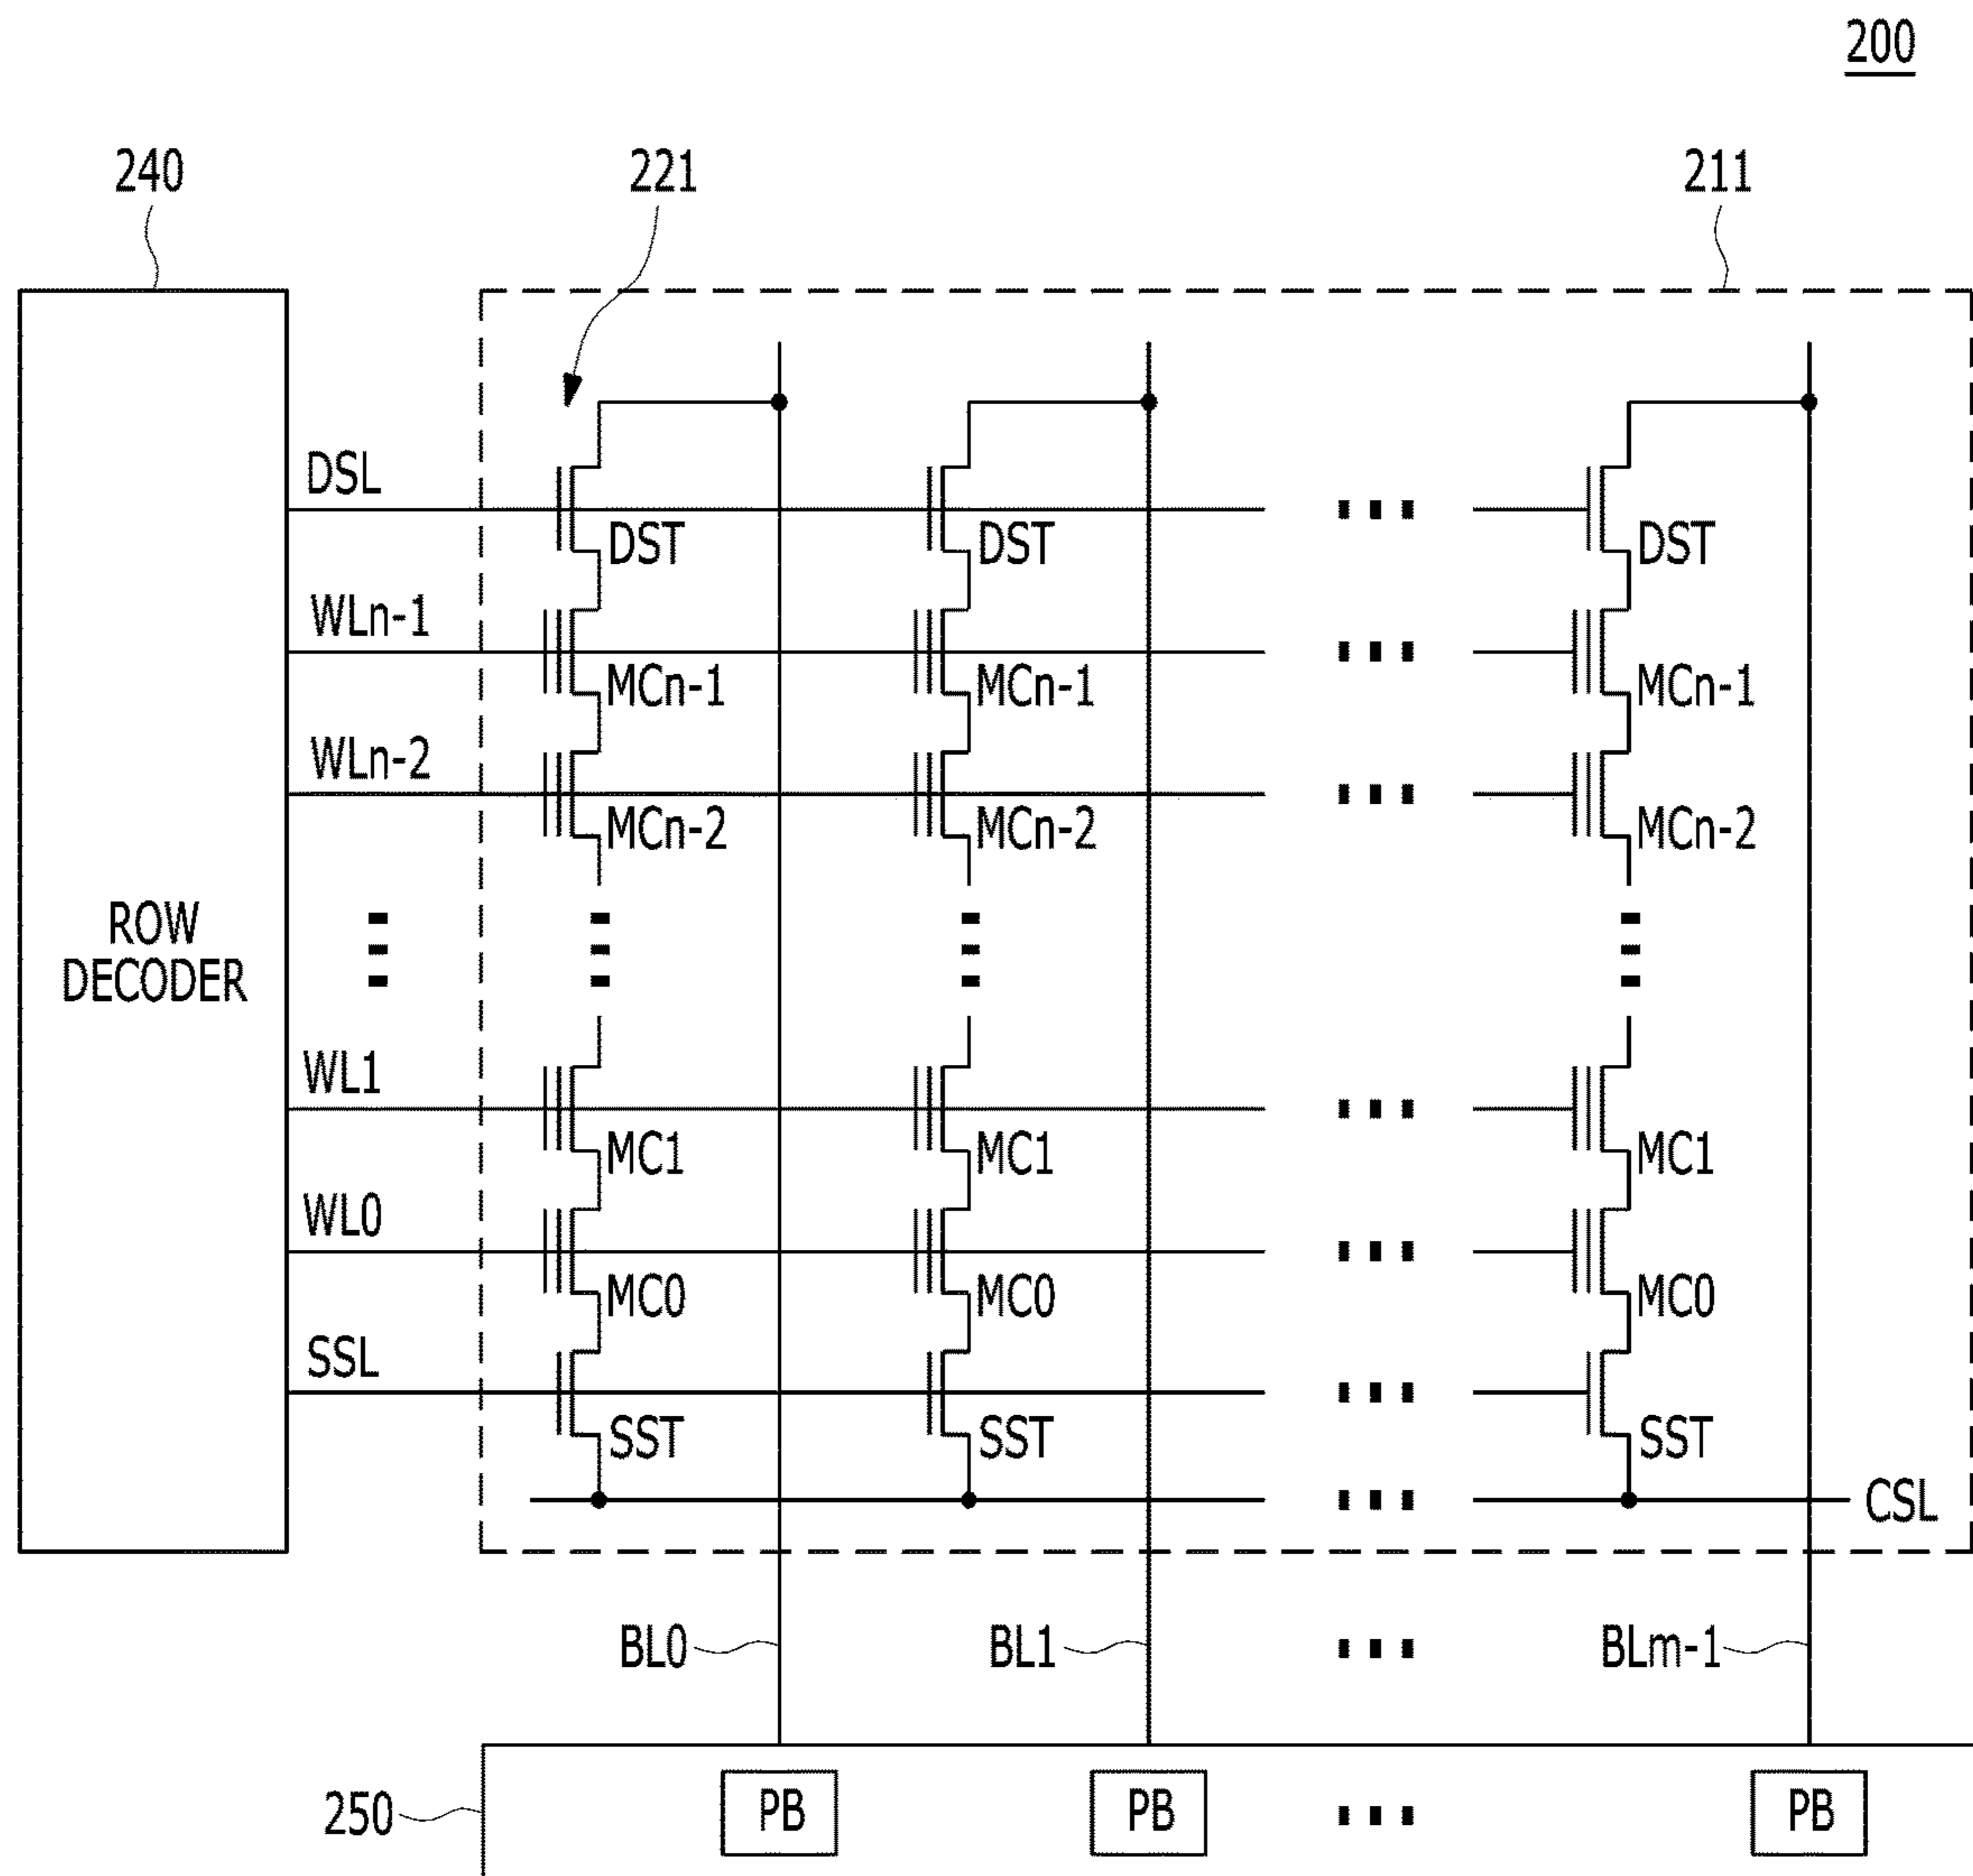 200
240
221
211
DSL
DST
DST
DST
WLn-1
MCn-1
MCn-1
MCn-1
WLn-2
MCn-2
MCn-2
MCn-2
ROW
DECODER
WL1
MC1
MC1
MC1
WL0
MC0
MC0
MC0
SSL
SST
SST
SST
CSL
BL0
BL1
BLm-1
250
PB
PB
PB